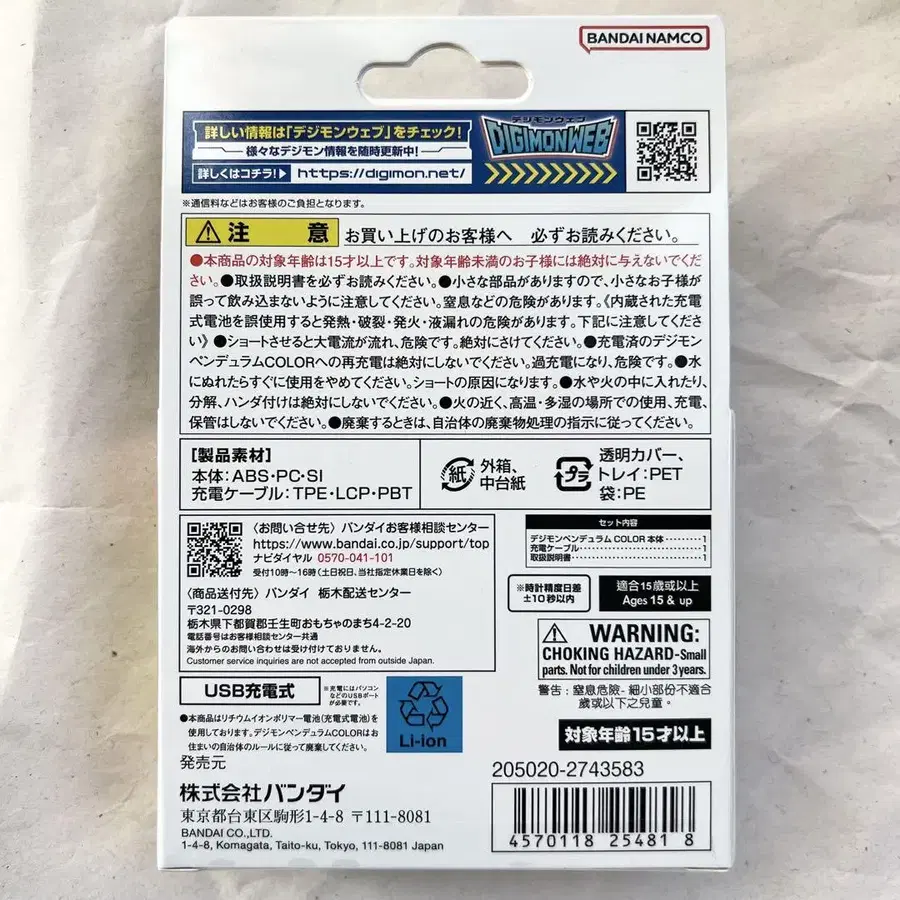 BANDAI NAMCO
詳しい情報は「デジモンウェブ」をチェック!
様々なデジモン情報を随時更新中!
詳しくはコチラ!▶ https://digimon.net/
デジモンウェブ
DIGIMONWEB
※通信料などはお客様のご負担となります。
注意 お買い上げのお客様へ 必ずお読みください。
●本商品の対象年齢は15才以上です。対象年齢未満のお子様には絶対に与えないでくだ
さい。●取扱説明書を必ずお読みください。●小さな部品がありますので、小さなお子様が
誤って飲み込まないように注意してください。窒息などの危険があります。《内蔵された充電
式電池を誤使用すると発熱・破裂・発火・液漏れの危険があります。下記に注意してくださ
い》●ショートさせると大電流が流れ、危険です。絶対にさけてください。●充電済のデジモン
ペンデュラムCOLORへの再充電は絶対にしないでください。過充電になり、危険です。●水
にぬれたらすぐに使用をやめてください。ショートの原因になります。●水や火の中に入れたり、
分解、ハンダ付けは絶対にしないでください。●火の近く、高温・多湿の場所での使用、充電、
保管はしないでください。●廃棄するときは、自治体の廃棄物処理の指示に従ってください。
【製品素材】
本体:ABS・PC・SI
充電ケーブル:TPE・LCP・PBT
紙 外箱、
中台紙
プラ 透明カバー、
トレイ:PET
袋:PE
〈お問い合せ先〉バンダイお客様相談センター
https://www.bandai.co.jp/support/top
ナビダイヤル 0570-041-101
受付10時~16時(土日祝日、当社指定休業日を除く)
〈商品送付先〉バンダイ 栃木配送センター
〒321-0298
栃木県下都賀郡壬生町おもちゃのまち4-2-20
電話番号はお客様相談センター共通
海外からのお問い合わせは受け付けておりません。
Customer service inquiries are not accepted from outside Japan.
セット内容
デジモンペンデュラム COLOR 本体………1
充電ケーブル………1
取扱説明書………1
※時計精度日差
±10秒以内
適合15歳或以上
Ages 15 & up
WARNING:
CHOKING HAZARD-Small
parts. Not for children under 3 years.
警告:窒息危險-細小部份不適合
3歲或以下之兒童。
対象年齢15才以上
USB充電式
※充電にはパソコン
などのUSBポート
が必要です。
●本商品はリチウムイオンポリマー電池(充電式電池)を
使用しております。デジモンペンデュラムCOLORはお
住まいの自治体のルールに従って廃棄してください。
Li-ion
発売元
株式会社バンダイ
東京都台東区駒形1-4-8 〒111-8081
BANDAI CO.,LTD.
1-4-8, Komagata, Taito-ku, Tokyo, 111-8081 Japan
205020-2743583
4570118 25481 8